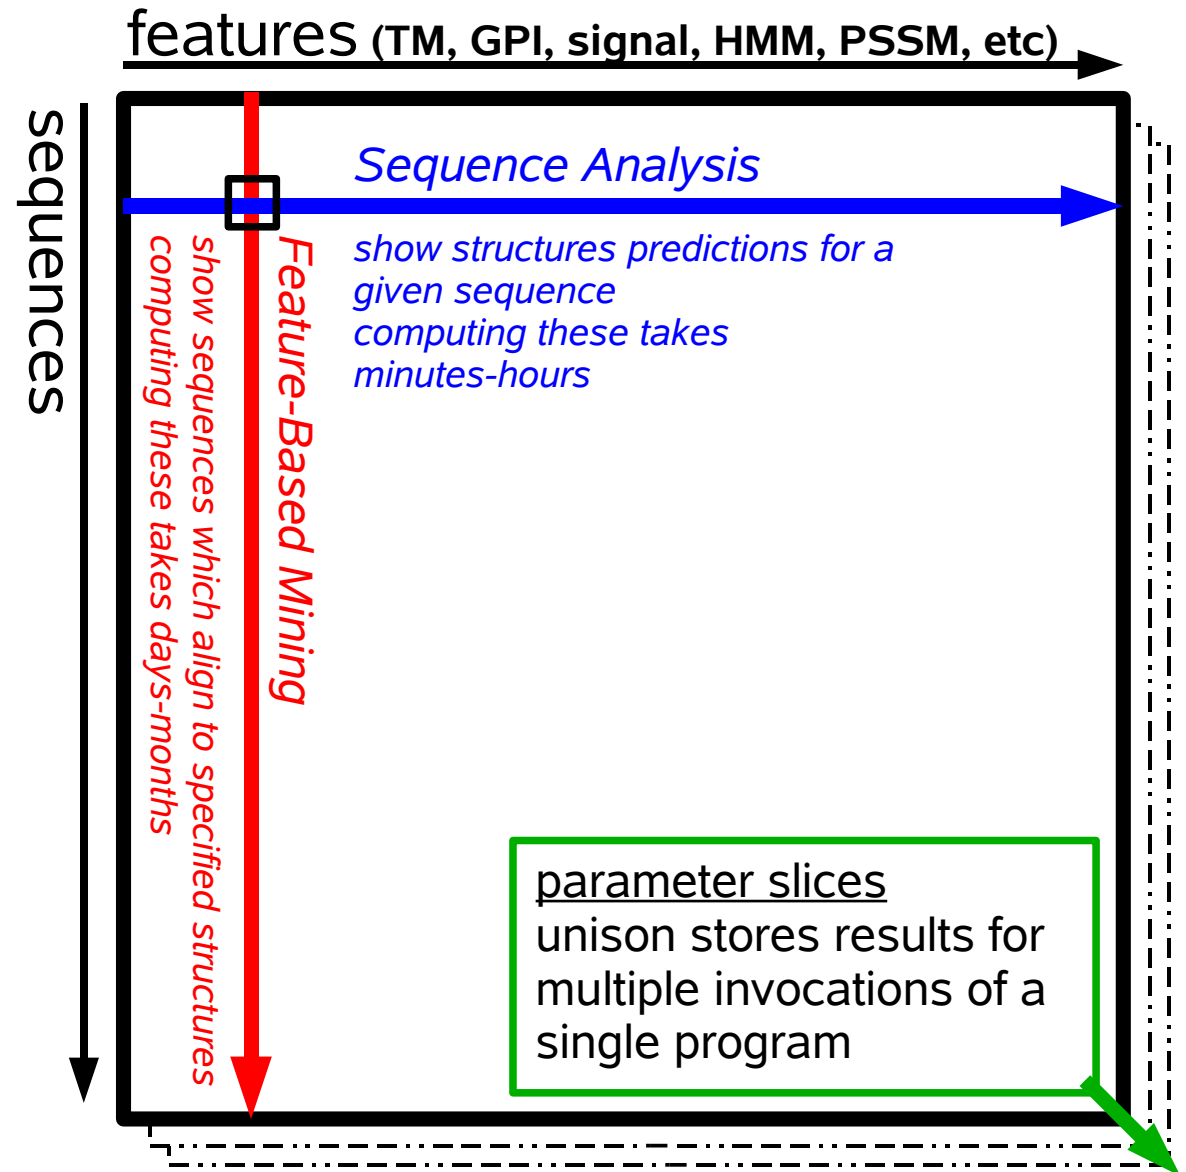 features (TM, GPI, signal, HMM, PSSM, etc)
sequences
Sequence Analysis
show structures predictions for a
given sequence
computing these takes
minutes-hours
Feature-Based Mining
show sequences which align to specified structures
computing these takes days-months
parameter slices
unison stores results for
multiple invocations of a
single program